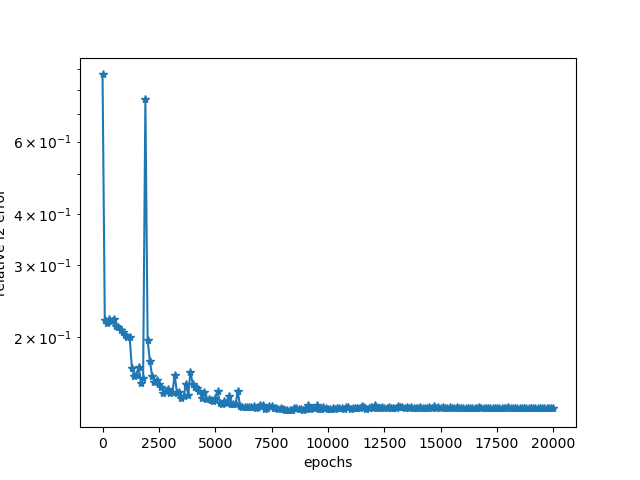 6 × 10⁻¹
4 × 10⁻¹
3 × 10⁻¹
2 × 10⁻¹
relative l2 error
0 2500 5000 7500 10000 12500 15000 17500 20000
epochs